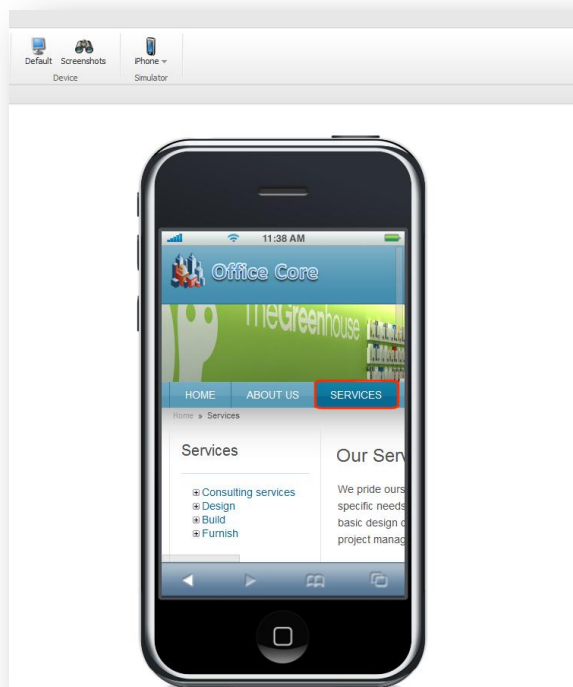 Default Screenshots iPhone
Device Simulator
11:38 AM
Office Core
TheGreenhouse
HOME ABOUT US SERVICES
Home » Services
Services
Our Serv
Consulting services
Design
Build
Furnish
We pride ours
specific needs
basic design o
project manag